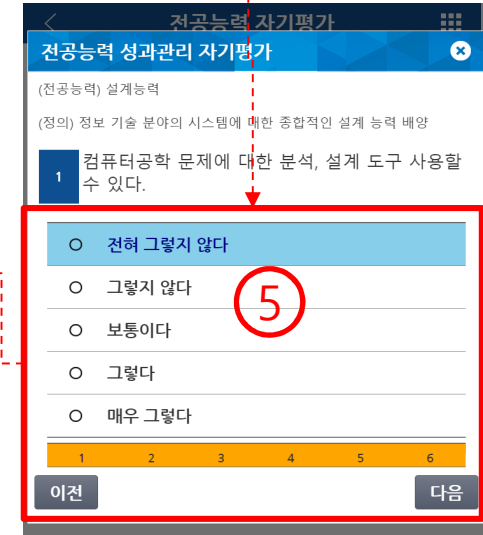 전공능력 자기평가
전공능력 성과관리 자기평가
(전공능력) 설계능력
(정의) 정보 기술 분야의 시스템에 대한 종합적인 설계 능력 배양
1
컴퓨터공학 문제에 대한 분석, 설계 도구 사용할
수 있다.
전혀 그렇지 않다
그렇지 않다
5
보통이다
그렇다
매우 그렇다
1 2 3 4 5 6
이전 다음